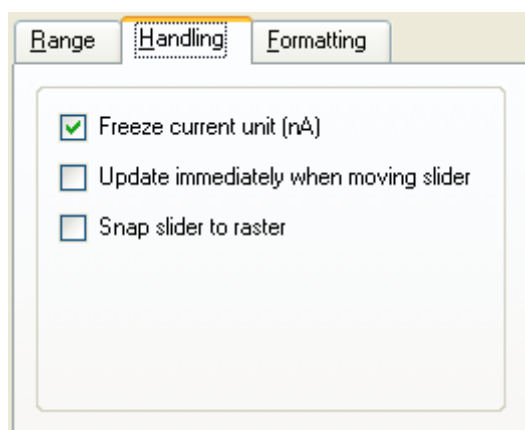 Range Handling Formatting
Freeze current unit (nA)
Update immediately when moving slider
Snap slider to raster